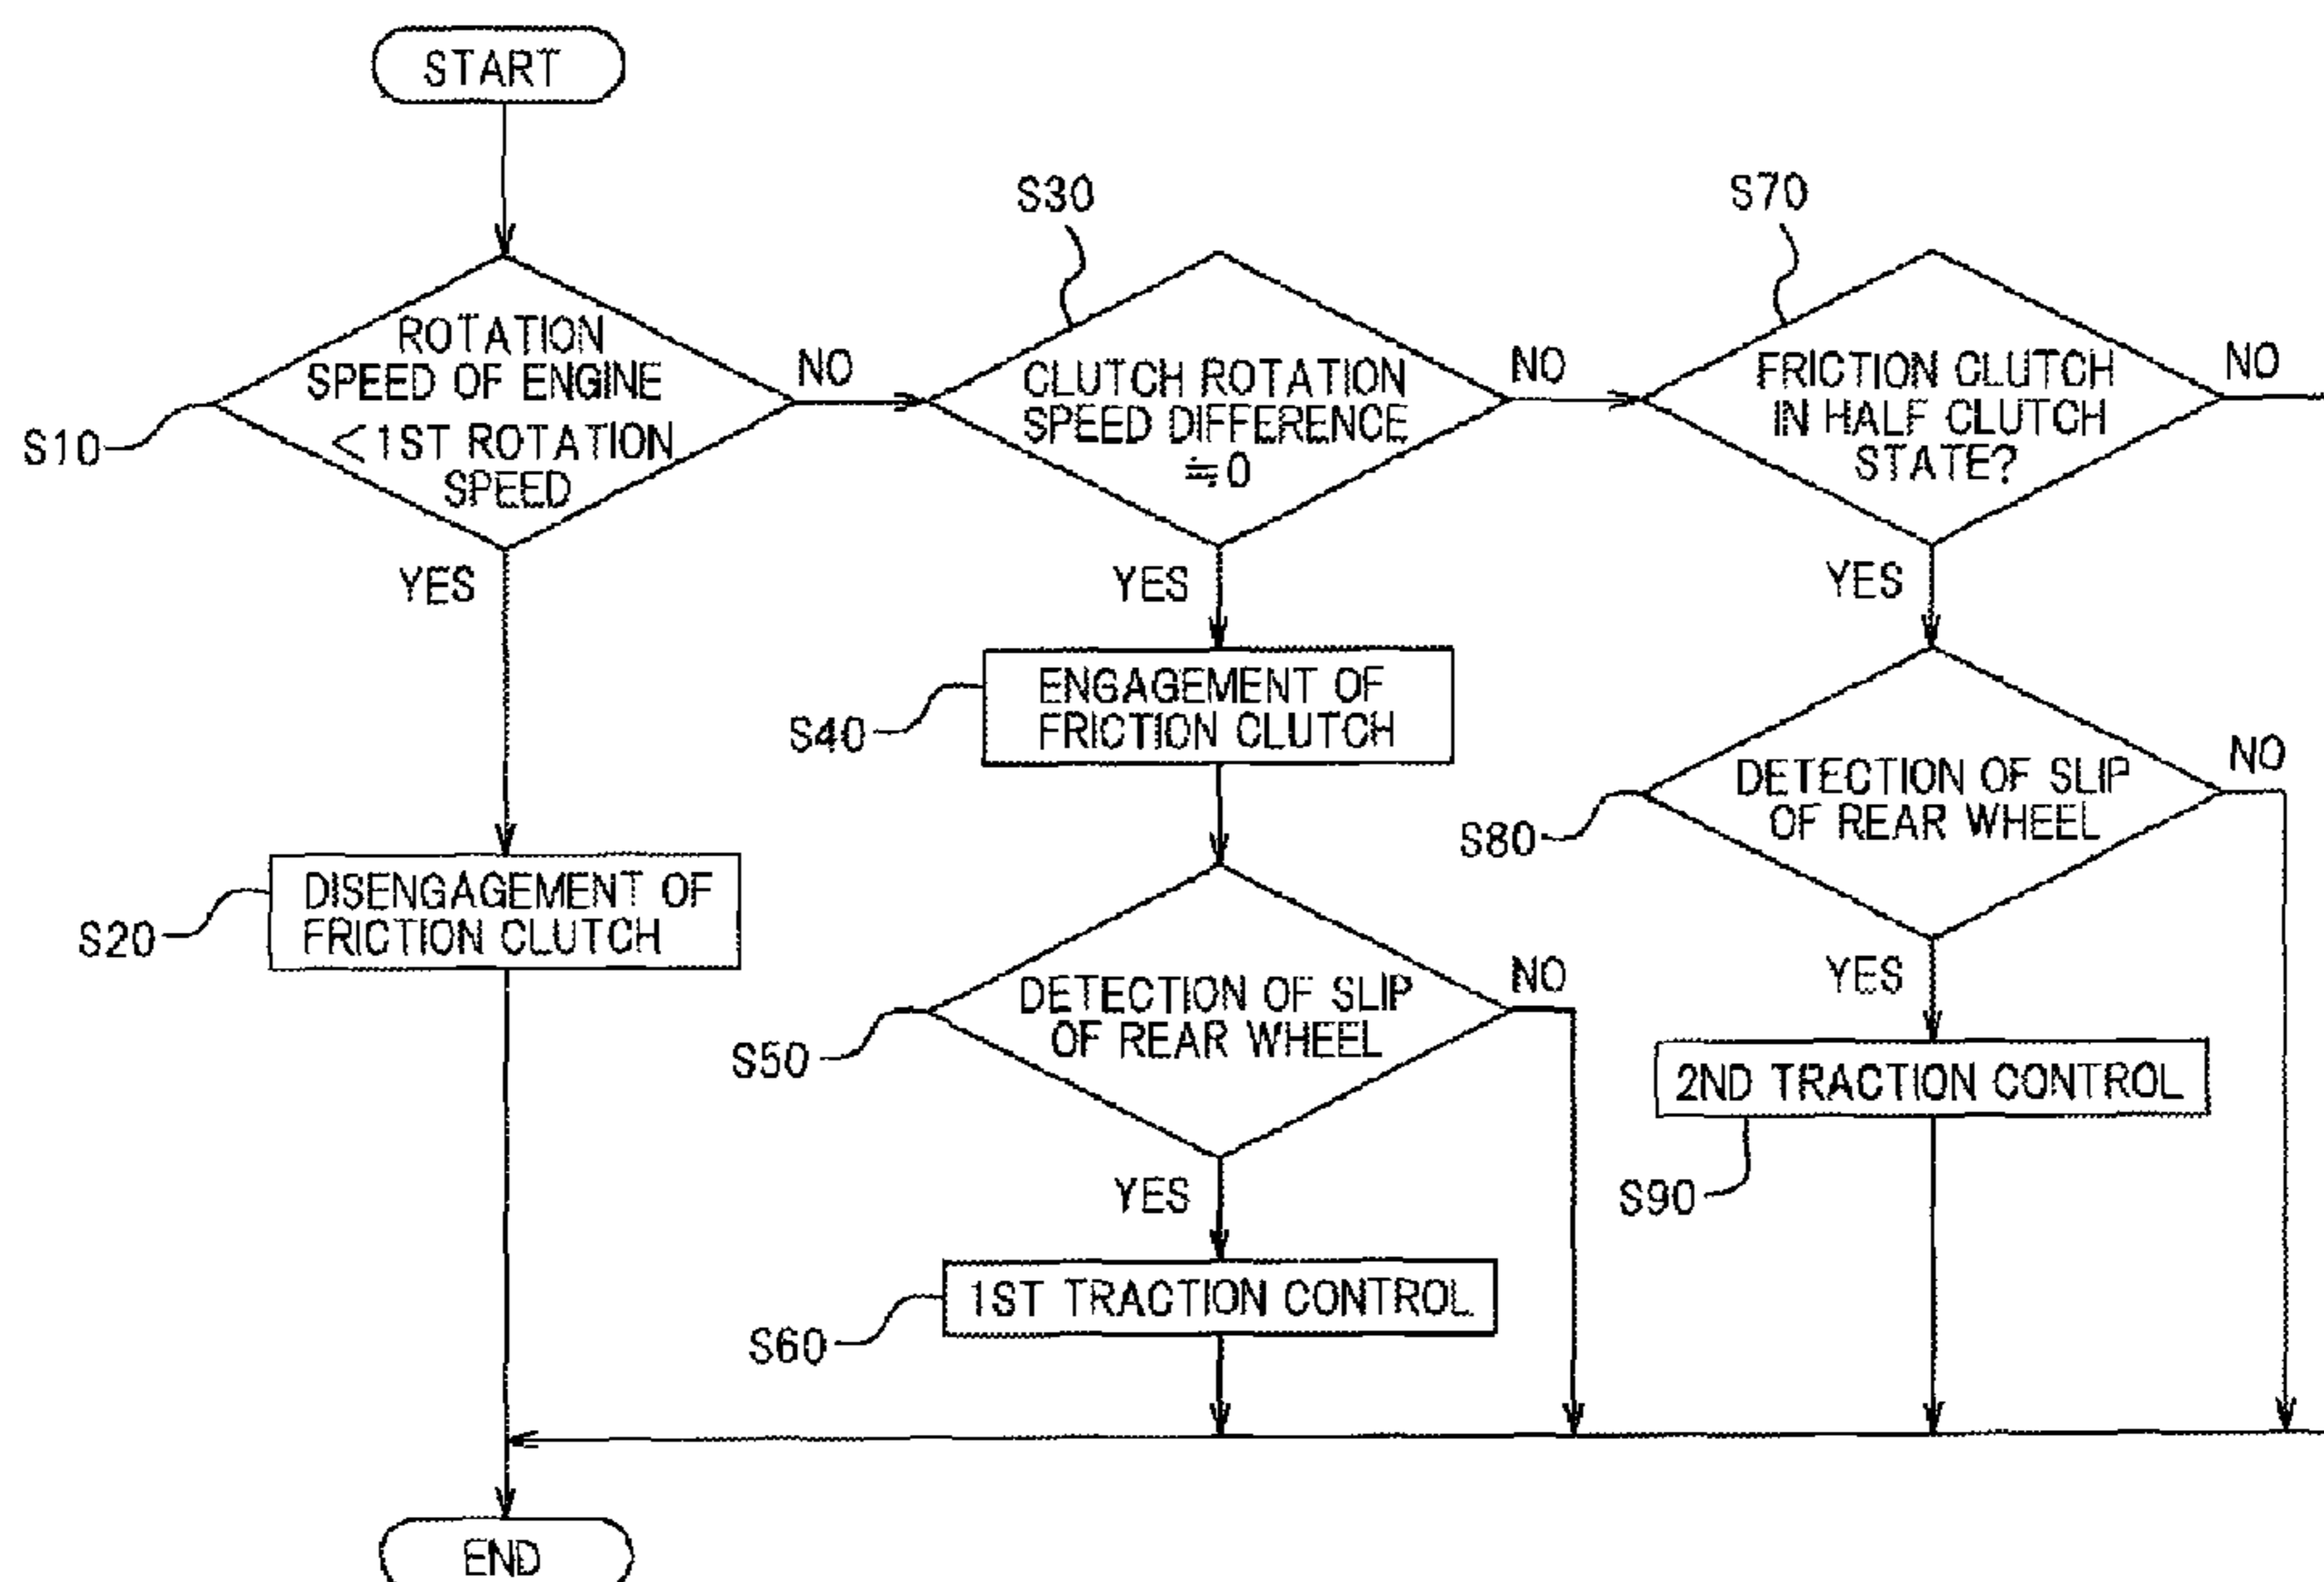 START
S10
ROTATION
SPEED OF ENGINE
<1ST ROTATION
SPEED
NO
YES
S20
DISENGAGEMENT OF
FRICTION CLUTCH
S30
CLUTCH ROTATION
SPEED DIFFERENCE
≒0
NO
YES
S40
ENGAGEMENT OF
FRICTION CLUTCH
S50
DETECTION OF SLIP
OF REAR WHEEL
NO
YES
S60
1ST TRACTION CONTROL
S70
FRICTION CLUTCH
IN HALF CLUTCH
STATE?
NO
YES
S80
DETECTION OF SLIP
OF REAR WHEEL
NO
YES
2ND TRACTION CONTROL
S90
END